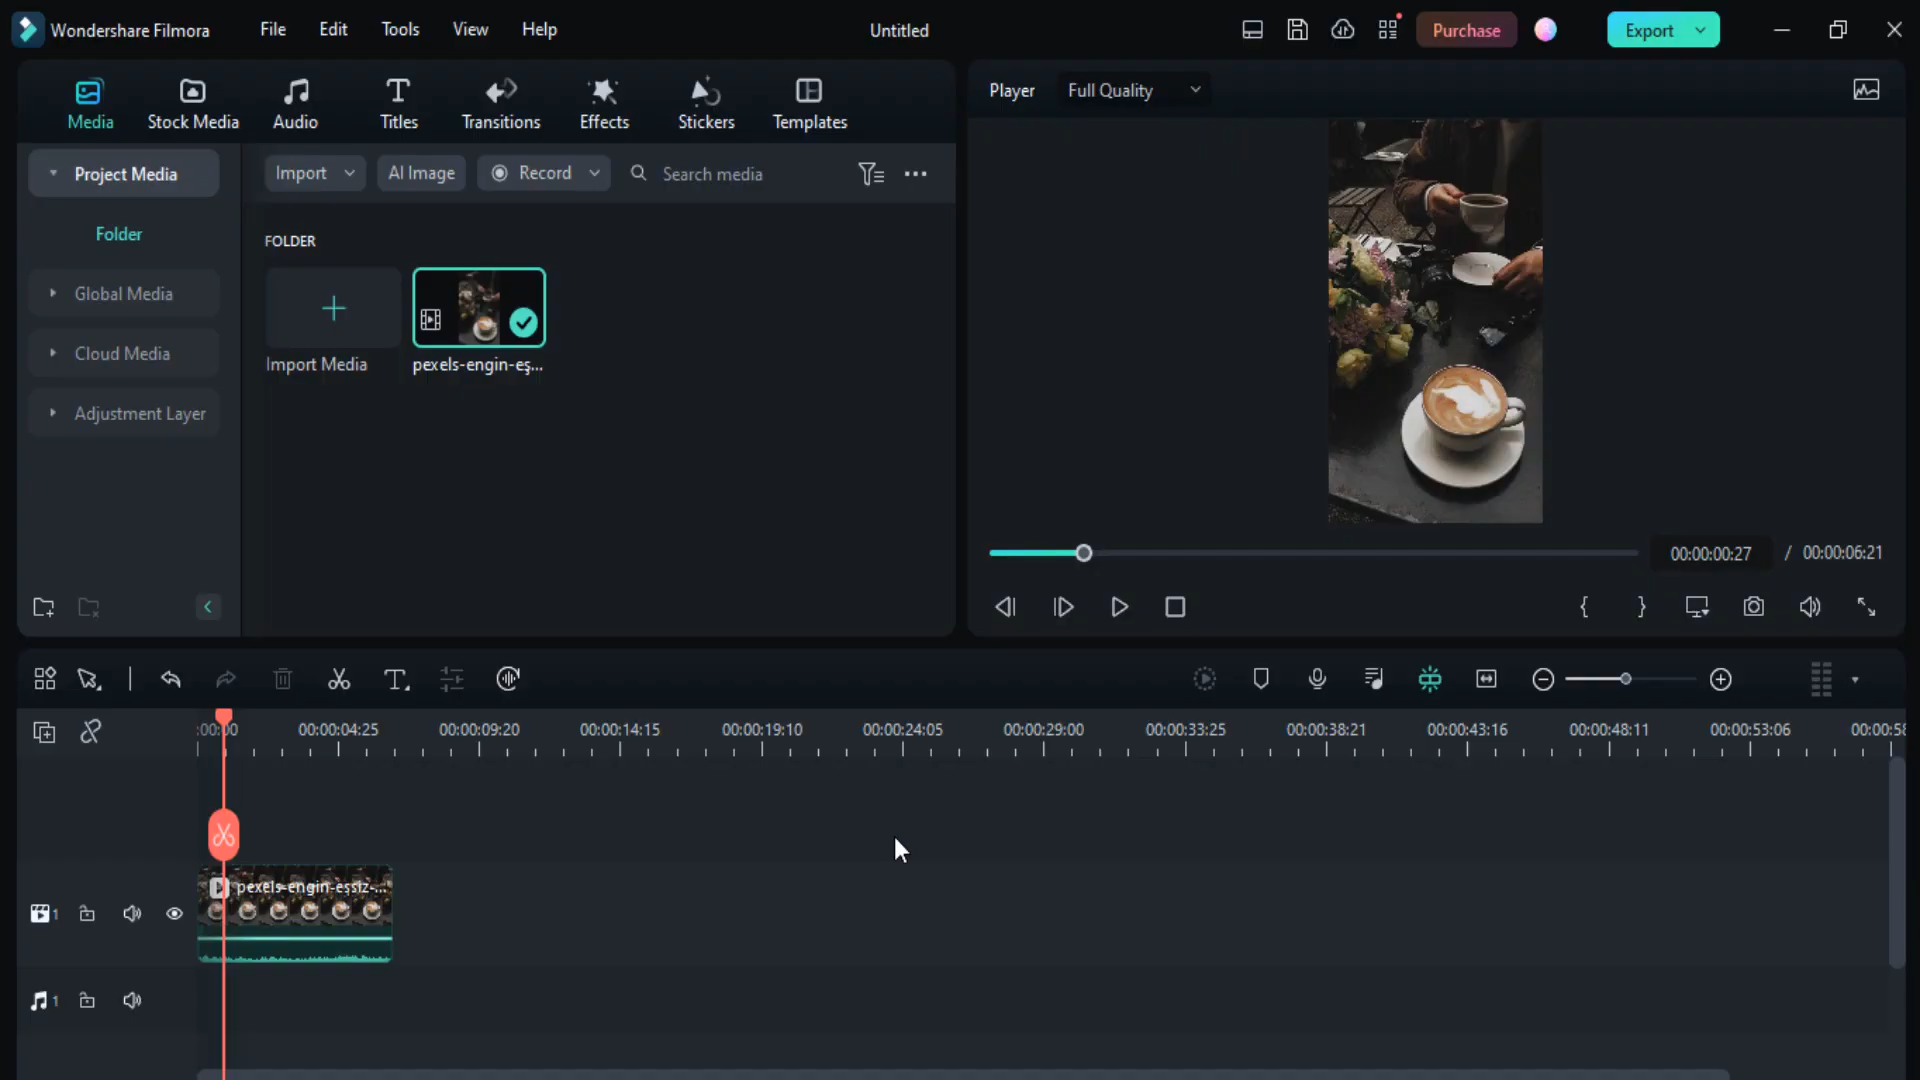 Wondershare Filmora File Edit Tools View Help Untitled Purchase Export
Media Stock Media Audio Titles Transitions Effects Stickers Templates
Player Full Quality
Project Media
Folder
Global Media
Cloud Media
Adjustment Layer
Import AI Image Record Search media
FOLDER
Import Media pexels-engin-eş...
00:00:00:27 / 00:00:06:21
:00:00 00:00:04:25 00:00:09:20 00:00:14:15 00:00:19:10 00:00:24:05 00:00:29:00 00:00:33:25 00:00:38:21 00:00:43:16 00:00:48:11 00:00:53:06 00:00:58
pexels-engin-eşsiz-...
1
1